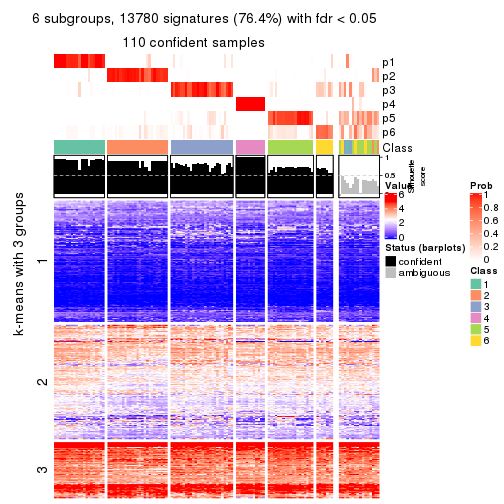 6 subgroups, 13780 signatures (76.4%) with fdr < 0.05
110 confident samples
p1
p2
p3
p4
p5
p6
Class
1
0.5
0
Silhouette
score
k-means with 3 groups
1
2
3
Value
6
4
2
0
Status (barplots)
confident
ambiguous
Prob
1
0.8
0.6
0.4
0.2
0
Class
1
2
3
4
5
6